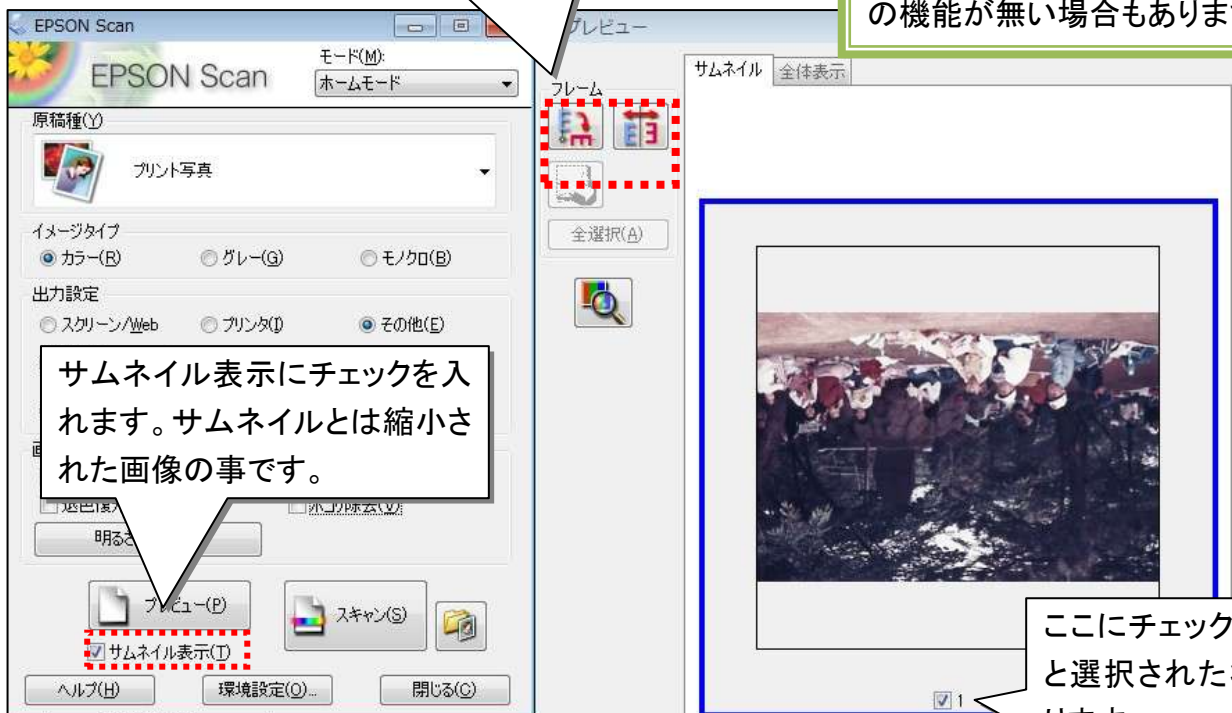 の機能が無い場合もありま
EPSON Scan
EPSON Scan
モード(M):
ホームモード
原稿種(Y)
プリント写真
イメージタイプ
カラー(R)
グレー(G)
モノクロ(B)
出力設定
スクリーン/Web
プリンタ(I)
その他(E)
サムネイル表示にチェックを入
れます。サムネイルとは縮小さ
れた画像の事です。
ホコリ除去(V)
明るさ
プレビュー(P)
スキャン(S)
サムネイル表示(T)
ヘルプ(H)
環境設定(O)...
閉じる(C)
プレビュー
フレーム
全選択(A)
サムネイル
全体表示
ここにチェック
と選択された
1
ります